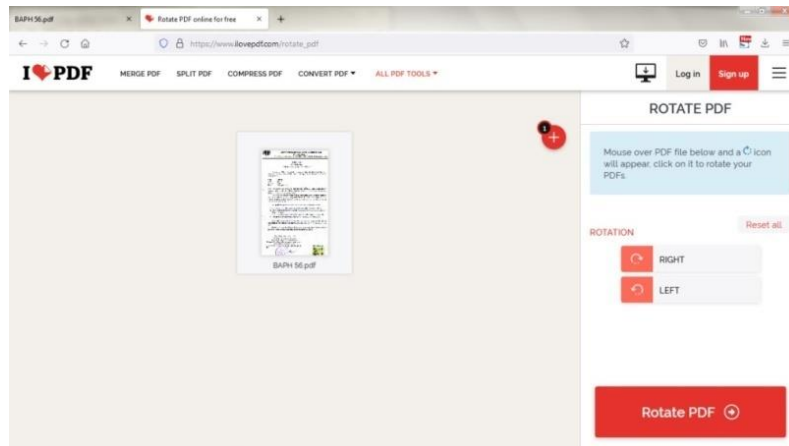 BAPH 56.pdf
Rotate PDF online for free
https://www.ilovepdf.com/rotate_pdf
New
I PDF
MERGE PDF
SPLIT PDF
COMPRESS PDF
CONVERT PDF
ALL PDF TOOLS
Log in
Sign up
1
BAPH 56.pdf
ROTATE PDF
Mouse over PDF file below and a icon
will appear, click on it to rotate your
PDFs.
Reset all
ROTATION
RIGHT
LEFT
Rotate PDF